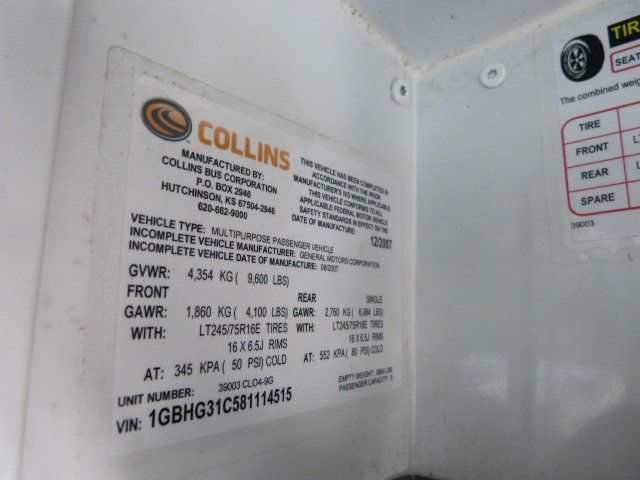 COLLINS
MANUFACTURED BY:
COLLINS BUS CORPORATION
P.O. BOX 2946
HUTCHINSON, KS 67504-2946
620-662-9000
THIS VEHICLE HAS BEEN COMPLETED IN
ACCORDANCE WITH THE PRIOR
MANUFACTURER'S IVD WHERE APPLICABLE
THIS VEHICLE CONFORMS TO ALL
APPLICABLE FEDERAL MOTOR VEHICLE
SAFETY STANDARDS IN EFFECT ON THE
DATE OF MANUFACTURE: 12/2007
VEHICLE TYPE: MULTIPURPOSE PASSENGER VEHICLE
INCOMPLETE VEHICLE MANUFACTURER: GENERAL MOTORS CORPORATION
INCOMPLETE VEHICLE DATE OF MANUFACTURE: 08/2007
GVWR: 4,354 KG ( 9,600 LBS)
FRONT REAR SINGLE
GAWR: 1,860 KG ( 4,100 LBS) GAWR: 2,760 KG ( 6,084 LBS)
WITH: LT245/75R16E TIRES WITH: LT245/75R16E TIRES
16 X 6.5J RIMS 16 X 6.5J RIMS
AT: 345 KPA ( 50 PSI) COLD AT: 552 KPA ( 80 PSI) COLD
UNIT NUMBER: 39003 CLO4-9G
EMPTY WEIGHT: LBS
PASSENGER CAPACITY:
VIN: 1GBHG31C581114515
TIR
SEAT
The combined weig
TIRE
FRONT
REAR
SPARE
39003